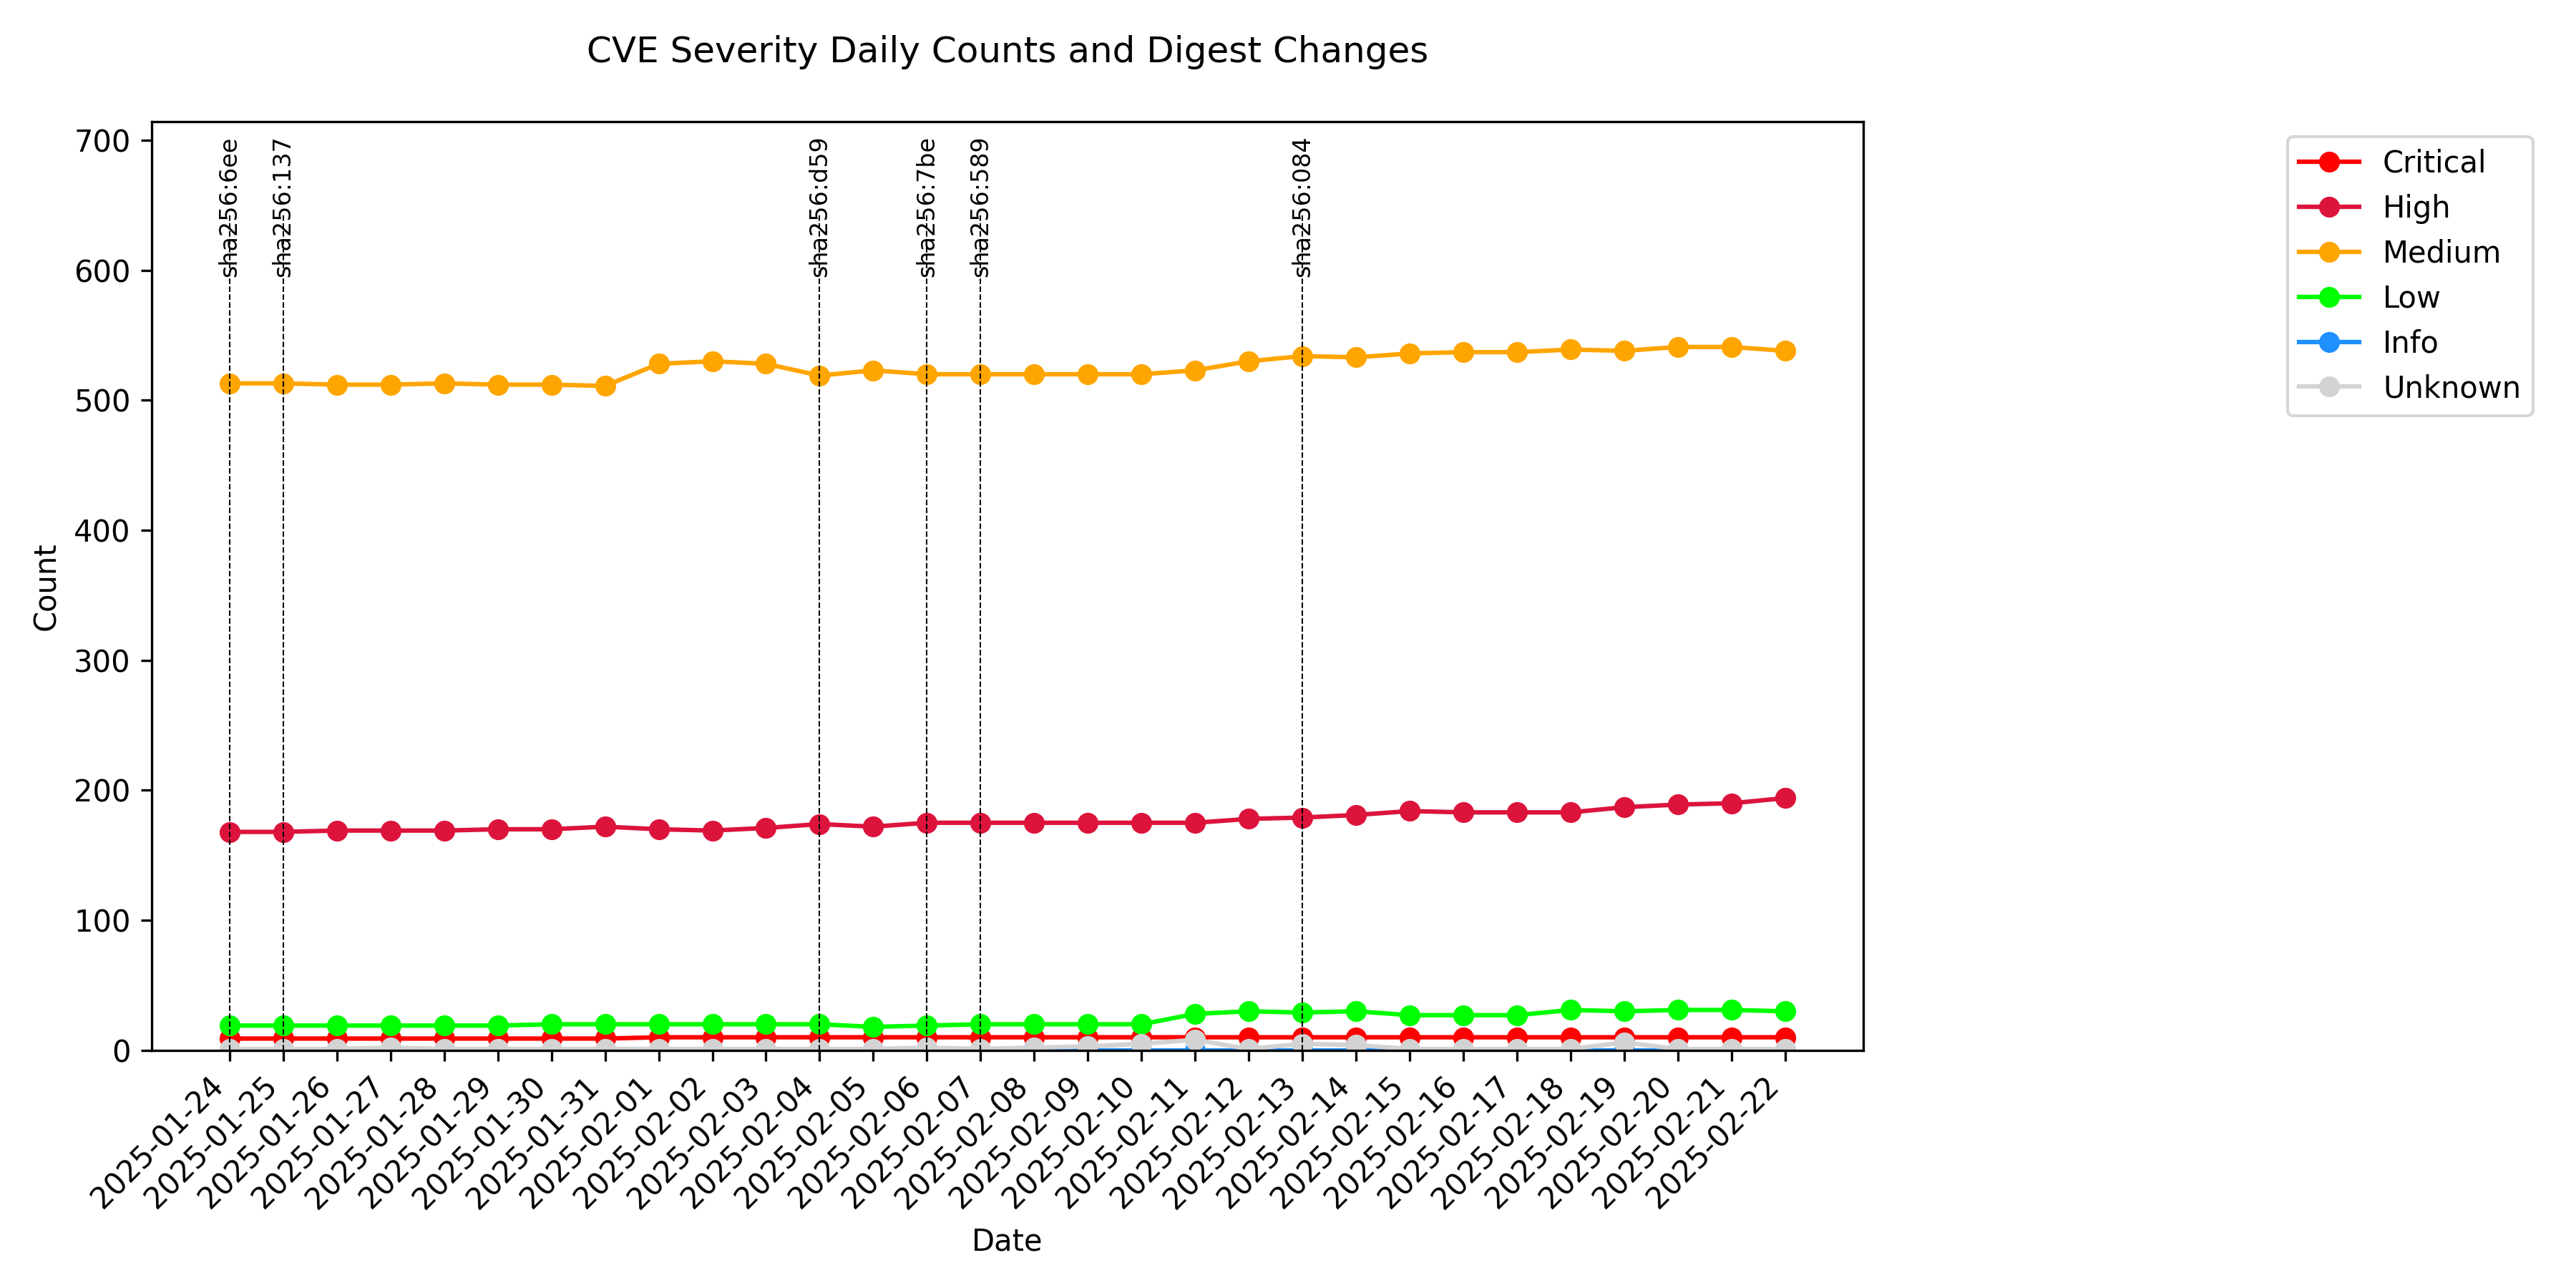 CVE Severity Daily Counts and Digest Changes
700
600
500
400
300
200
100
0
Count
sha256:6ee
sha256:137
sha256:d59
sha256:7be
sha256:589
sha256:084
Critical
High
Medium
Low
Info
Unknown
2025-01-24
2025-01-25
2025-01-26
2025-01-27
2025-01-28
2025-01-29
2025-01-30
2025-01-31
2025-02-01
2025-02-02
2025-02-03
2025-02-04
2025-02-05
2025-02-06
2025-02-07
2025-02-08
2025-02-09
2025-02-10
2025-02-11
2025-02-12
2025-02-13
2025-02-14
2025-02-15
2025-02-16
2025-02-17
2025-02-18
2025-02-19
2025-02-20
2025-02-21
2025-02-22
Date